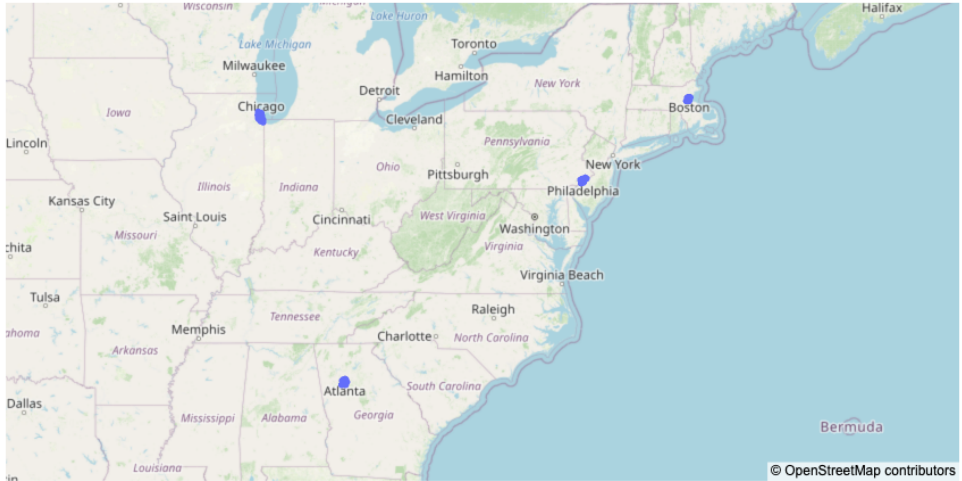 Wisconsin
Michigan
Lake Huron
Halifax
Lake Michigan
Toronto
Milwaukee
Hamilton
New York
Detroit
Chicago
Boston
Iowa
Cleveland
Lincoln
Pennsylvania
Ohio
New York
Pittsburgh
Illinois
Indiana
Philadelphia
Kansas City
Saint Louis
Cincinnati
West Virginia
Washington
Missouri
chita
Kentucky
Virginia
Virginia Beach
Tulsa
Raleigh
Tennessee
Memphis
ahoma
Charlotte
North Carolina
Arkansas
South Carolina
Atlanta
Dallas
Mississippi
Alabama
Georgia
Bermuda
Louisiana
© OpenStreetMap contributors